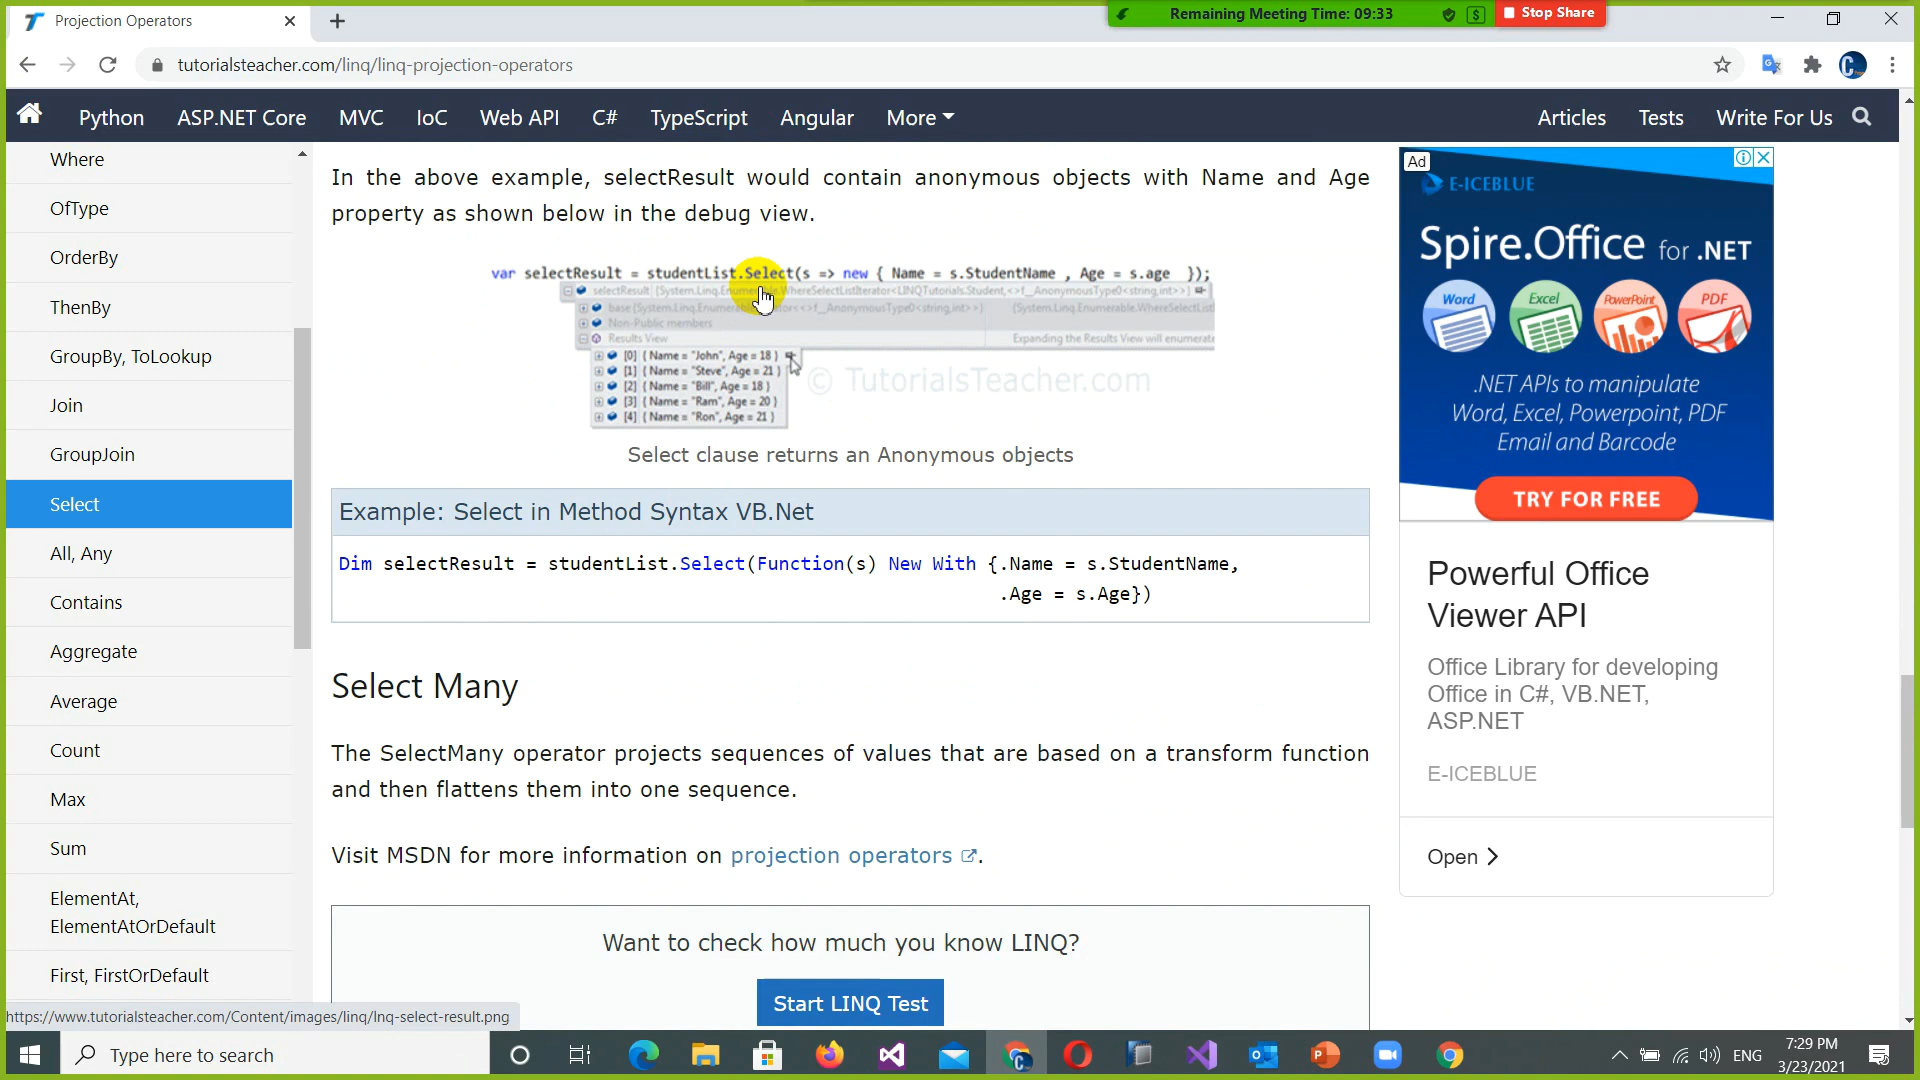 Projection Operators
Remaining Meeting Time: 09:33
Stop Share
tutorialsteacher.com/linq/linq-projection-operators
Python
ASP.NET Core
MVC
IoC
Web API
C#
TypeScript
Angular
More
Articles
Tests
Write For Us
Where
OfType
OrderBy
ThenBy
GroupBy, ToLookup
Join
GroupJoin
Select
All, Any
Contains
Aggregate
Average
Count
Max
Sum
ElementAt,
ElementAtOrDefault
First, FirstOrDefault
In the above example, selectResult would contain anonymous objects with Name and Age
property as shown below in the debug view.
var selectResult = studentList.Select(s => new { Name = s.StudentName , Age = s.age });
Non-Public members
Results View
Expanding the Results View will enumerate
[0] { Name = "John", Age = 18 }
[1] { Name = "Steve", Age = 21 }
[2] { Name = "Bill", Age = 18 }
[3] { Name = "Ram", Age = 20 }
[4] { Name = "Ron", Age = 21 }
© TutorialsTeacher.com
Select clause returns an Anonymous objects
Example: Select in Method Syntax VB.Net
Dim selectResult = studentList.Select(Function(s) New With {.Name = s.StudentName,
.Age = s.Age})
Select Many
The SelectMany operator projects sequences of values that are based on a transform function
and then flattens them into one sequence.
Visit MSDN for more information on projection operators.
Want to check how much you know LINQ?
Start LINQ Test
Ad
E-ICEBLUE
Spire.Office for .NET
Word
Excel
PowerPoint
PDF
.NET APIs to manipulate
Word, Excel, Powerpoint, PDF
Email and Barcode
TRY FOR FREE
Powerful Office
Viewer API
Office Library for developing
Office in C#, VB.NET,
ASP.NET
E-ICEBLUE
Open
https://www.tutorialsteacher.com/Content/images/linq/lnq-select-result.png
Type here to search
ENG
7:29 PM
3/23/2021